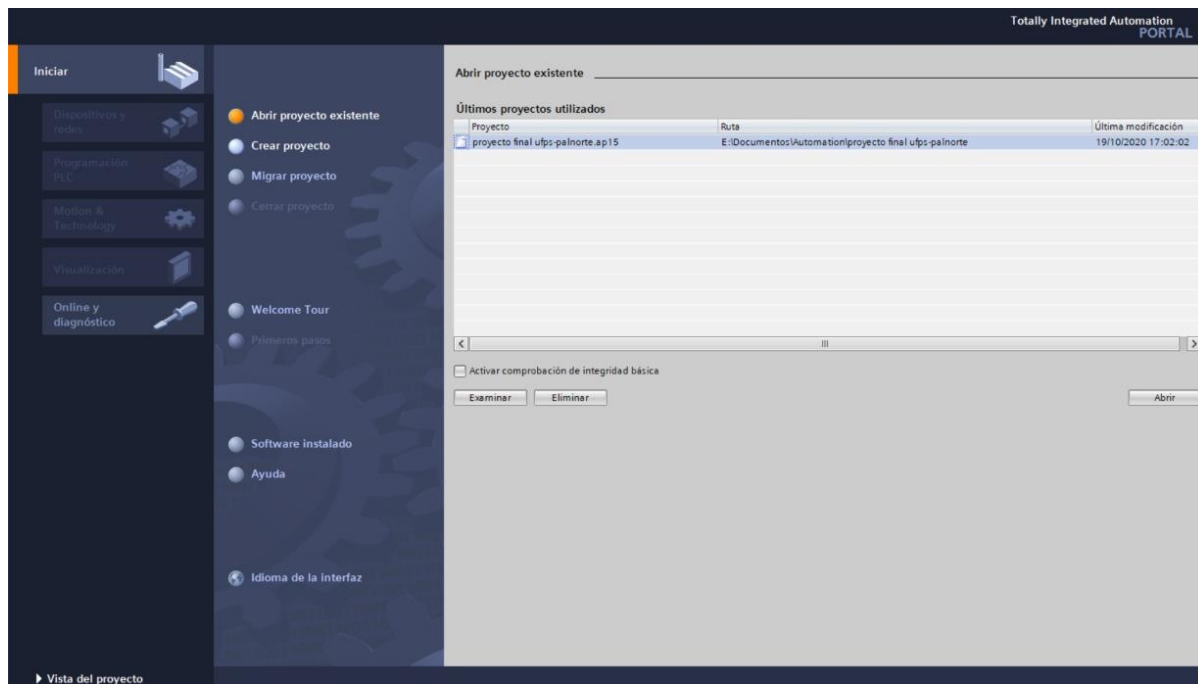 Totally Integrated Automation
PORTAL
Iniciar
Dispositivos y
redes
Programación
PLC
Motion &
Technology
Visualización
Online y
diagnóstico
Vista del proyecto
Abrir proyecto existente
Crear proyecto
Migrar proyecto
Cerrar proyecto
Welcome Tour
Primeros pasos
Software instalado
Ayuda
Idioma de la interfaz
Abrir proyecto existente
Últimos proyectos utilizados
Proyecto Ruta Última modificación
proyecto final ufps-palnorte.ap15 E:\Documentos\Automation\proyecto final ufps-palnorte 19/10/2020 17:02:02
Activar comprobación de integridad básica
Examinar Eliminar Abrir